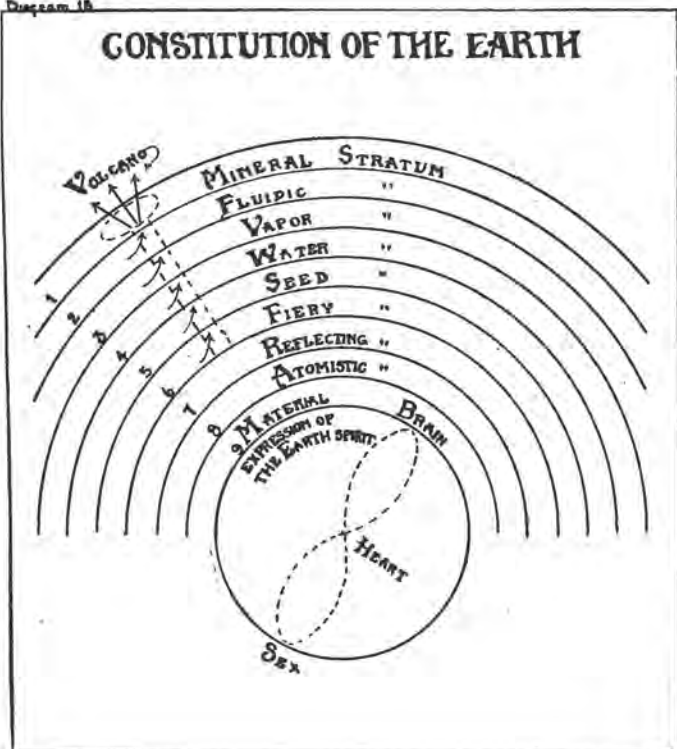 Diagram 18
CONSTITUTION OF THE EARTH
VOLCANO
MINERAL STRATUM
FLUIDIC "
VAPOR "
WATER "
SEED "
FIERY "
REFLECTING "
ATOMISTIC "
MATERIAL
EXPRESSION OF
THE EARTH SPIRIT,
1
2
3
4
5
6
7
8
9
BRAIN
HEART
SEX